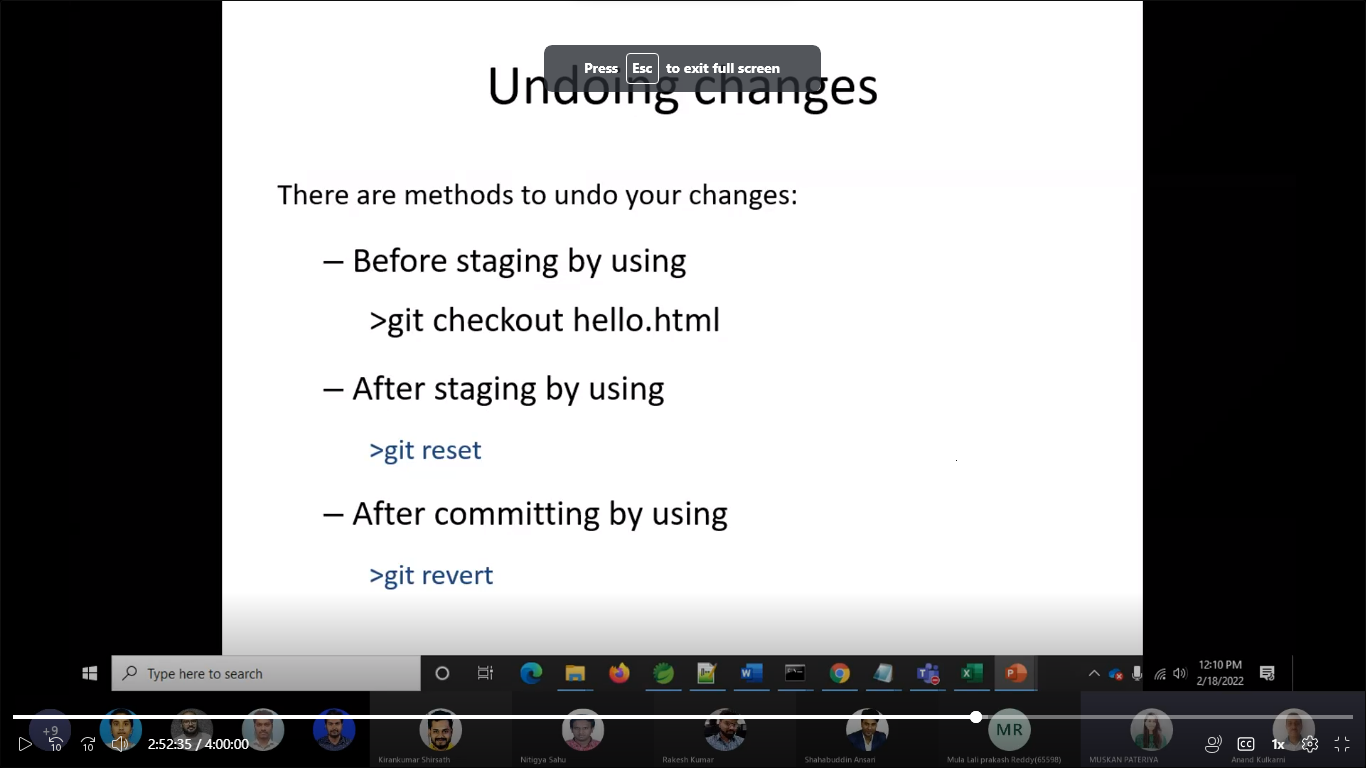 Press Esc to exit full screen
Undoing changes
There are methods to undo your changes:
– Before staging by using
>git checkout hello.html
– After staging by using
>git reset
– After committing by using
>git revert
Type here to search
12:10 PM
2/18/2022
+9
MR
2:52:35 / 4:00:00
10
10
CC
1x
Kirankumar Shirsath
Nitigya Sahu
Rakesh Kumar
Shahabuddin Ansari
Mula Lali prakash Reddy(65598)
MUSKAN PATERIYA
Anand Kulkarni